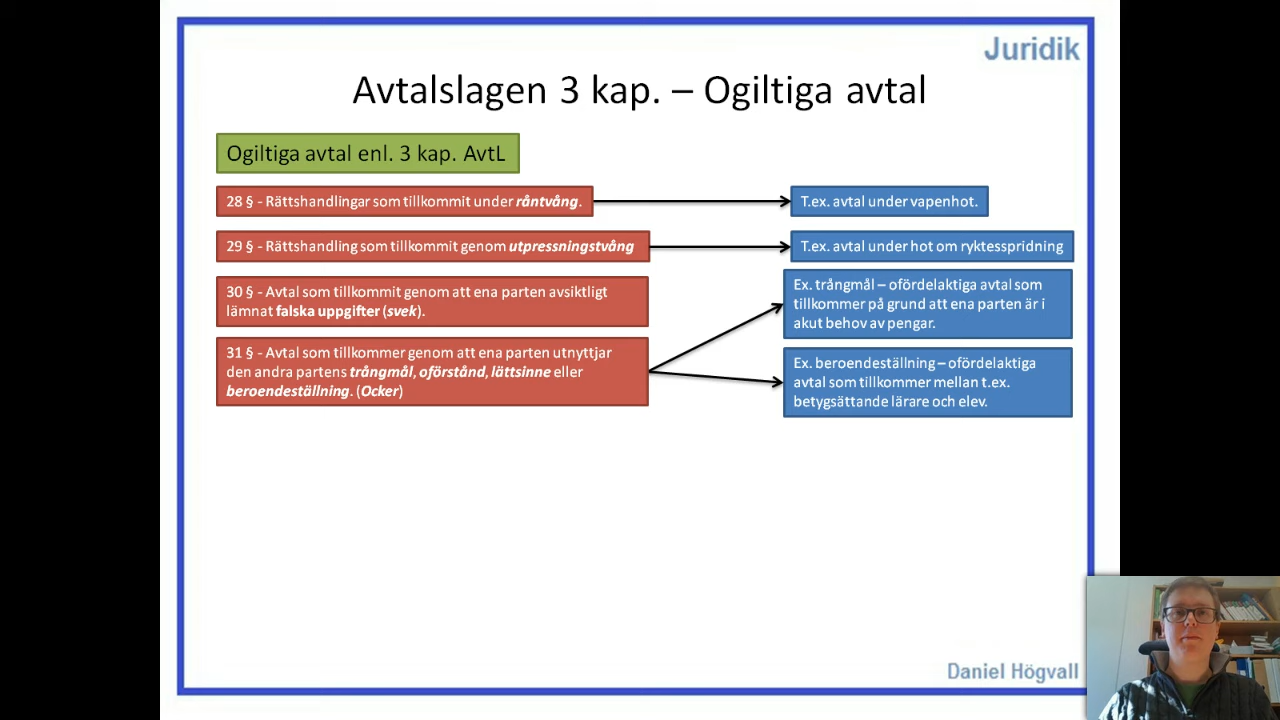 Juridik
Avtalslagen 3 kap. – Ogiltiga avtal
Ogiltiga avtal enl. 3 kap. AvtL
28 § - Rättshandlingar som tillkommit under råntvång.
T.ex. avtal under vapenhot.
29 § - Rättshandling som tillkommit genom utpressningstvång
T.ex. avtal under hot om ryktesspridning
30 § - Avtal som tillkommit genom att ena parten avsiktligt
lämnat falska uppgifter (svek).
Ex. trångmål – ofördelaktiga avtal som
tillkommer på grund att ena parten är i
akut behov av pengar.
31 § - Avtal som tillkommer genom att ena parten utnyttjar
den andra partens trångmål, oförstånd, lättsinne eller
beroendeställning. (Ocker)
Ex. beroendeställning – ofördelaktiga
avtal som tillkommer mellan t.ex.
betygsättande lärare och elev.
Daniel Högvall